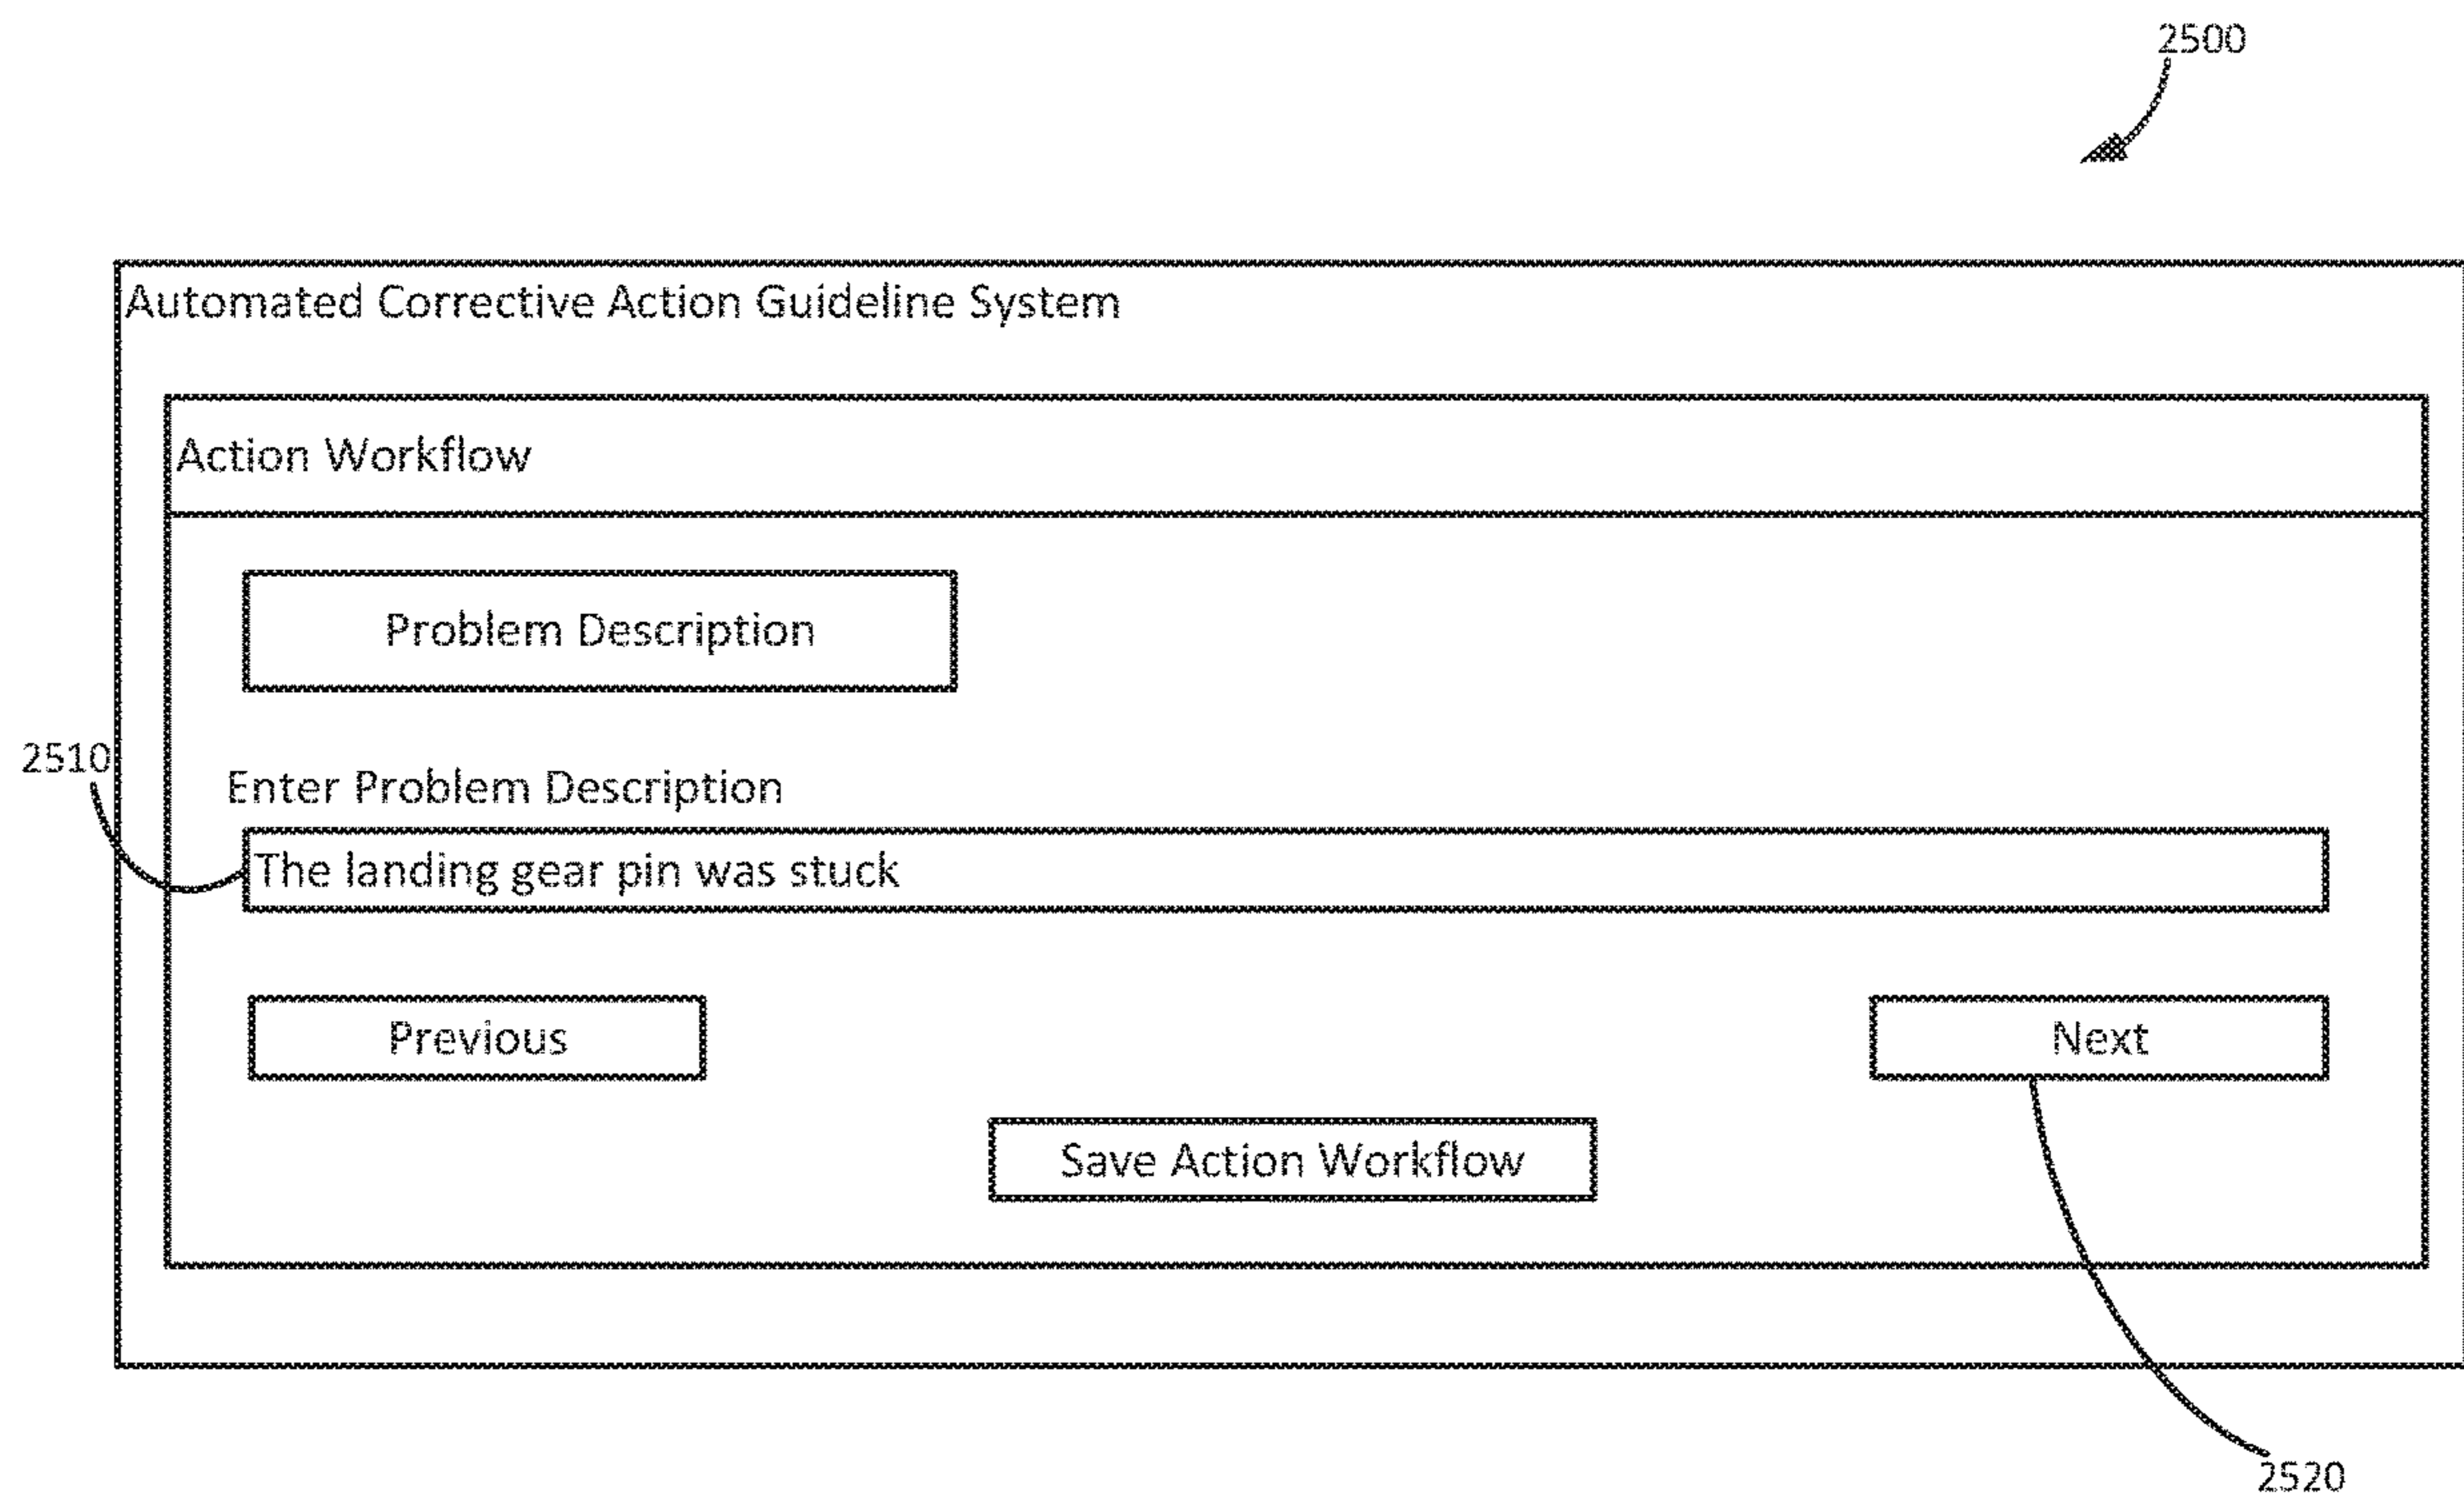 2500
Automated Corrective Action Guideline System
Action Workflow
Problem Description
2510
Enter Problem Description
The landing gear pin was stuck
Previous
Next
Save Action Workflow
2520